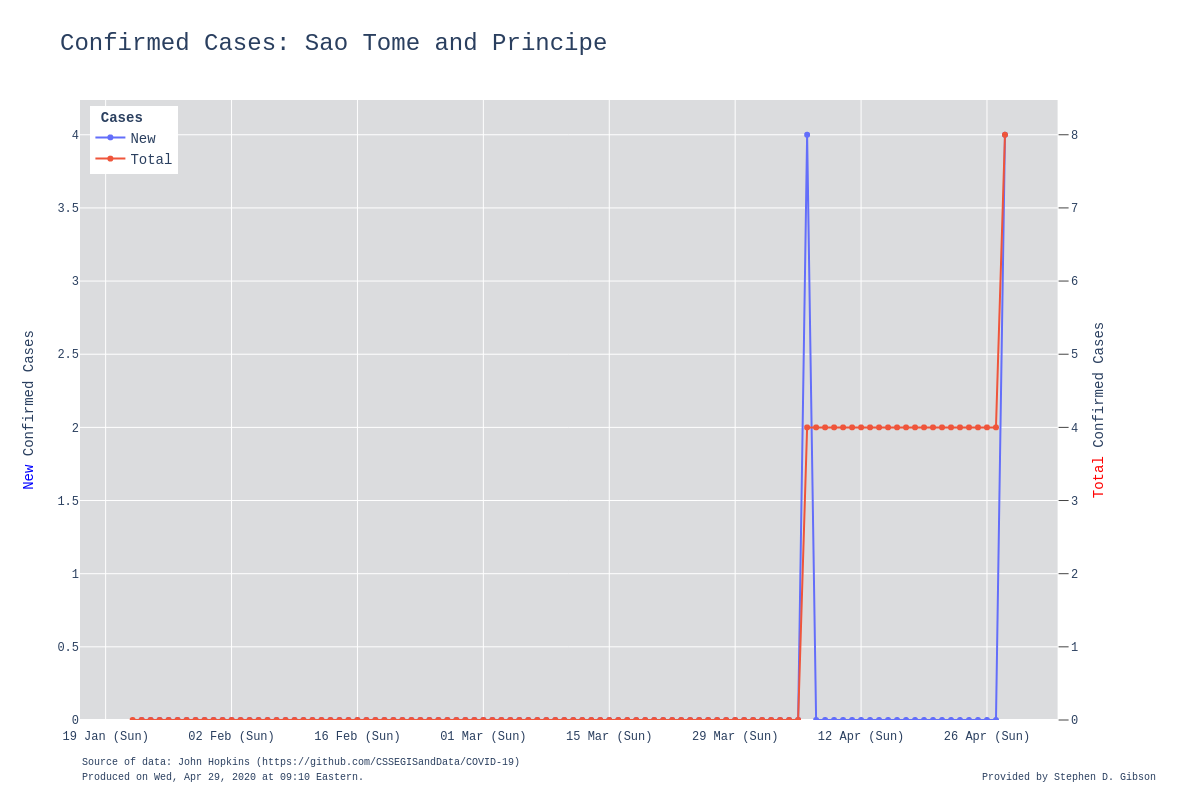 Confirmed Cases: Sao Tome and Principe
Cases
New
Total
4
3.5
3
2.5
2
1.5
1
0.5
0
New Confirmed Cases
8
7
6
5
4
3
2
1
0
Total Confirmed Cases
19 Jan (Sun) 02 Feb (Sun) 16 Feb (Sun) 01 Mar (Sun) 15 Mar (Sun) 29 Mar (Sun) 12 Apr (Sun) 26 Apr (Sun)
Source of data: John Hopkins (https://github.com/CSSEGISandData/COVID-19)
Produced on Wed, Apr 29, 2020 at 09:10 Eastern.
Provided by Stephen D. Gibson